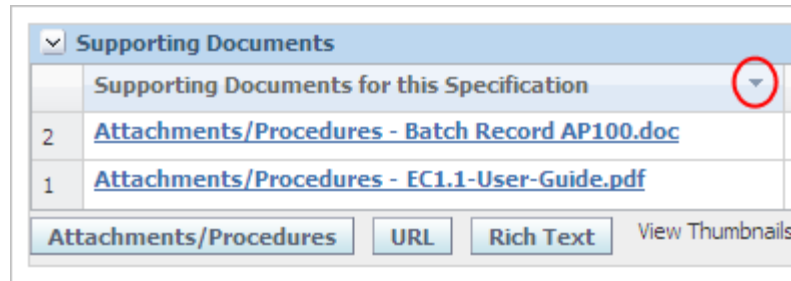 Supporting Documents
Supporting Documents for this Specification
2 Attachments/Procedures - Batch Record AP100.doc
1 Attachments/Procedures - EC1.1-User-Guide.pdf
Attachments/Procedures URL Rich Text View Thumbnails